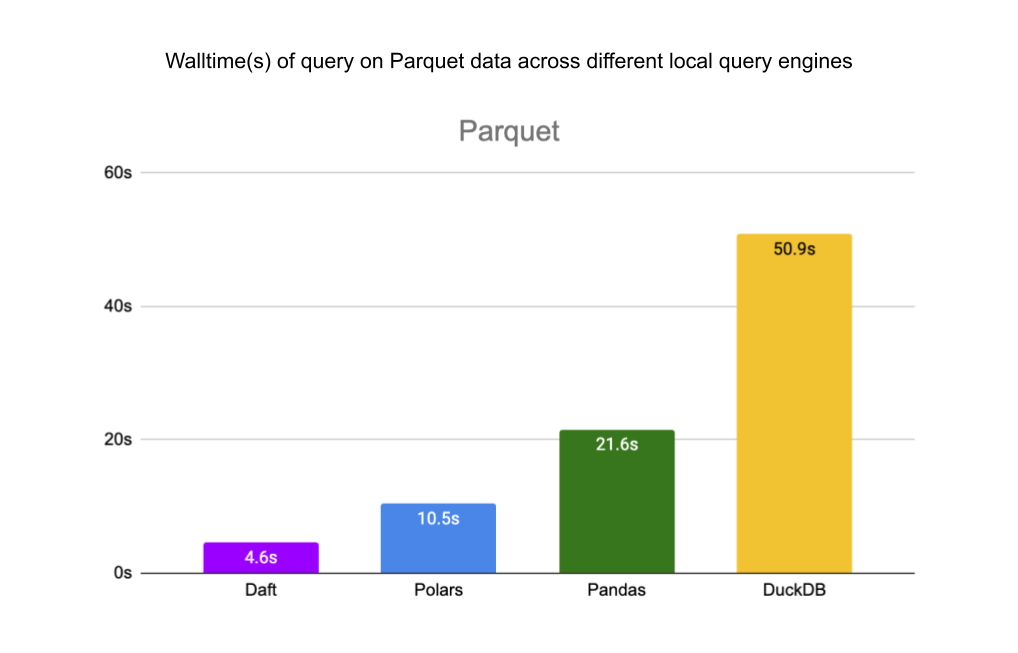 Walltime(s) of query on Parquet data across different local query engines
Parquet
60s
50.9s
40s
20s
21.6s
10.5s
4.6s
0s
Daft Polars Pandas DuckDB